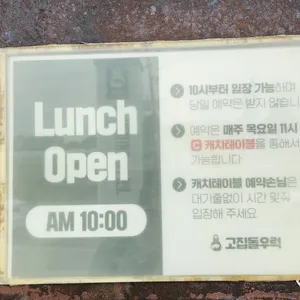 Lunch
Open
AM 10:00
10시부터 입장 가능하며
당일 예약은 받지 않습니
예약은 매주 목요일 11시
C 캐치테이블을 통해서
가능합니다
캐치테이블 예약손님은
대기줄없이 시간 맞춰
입장해 주세요
고집돌우럭